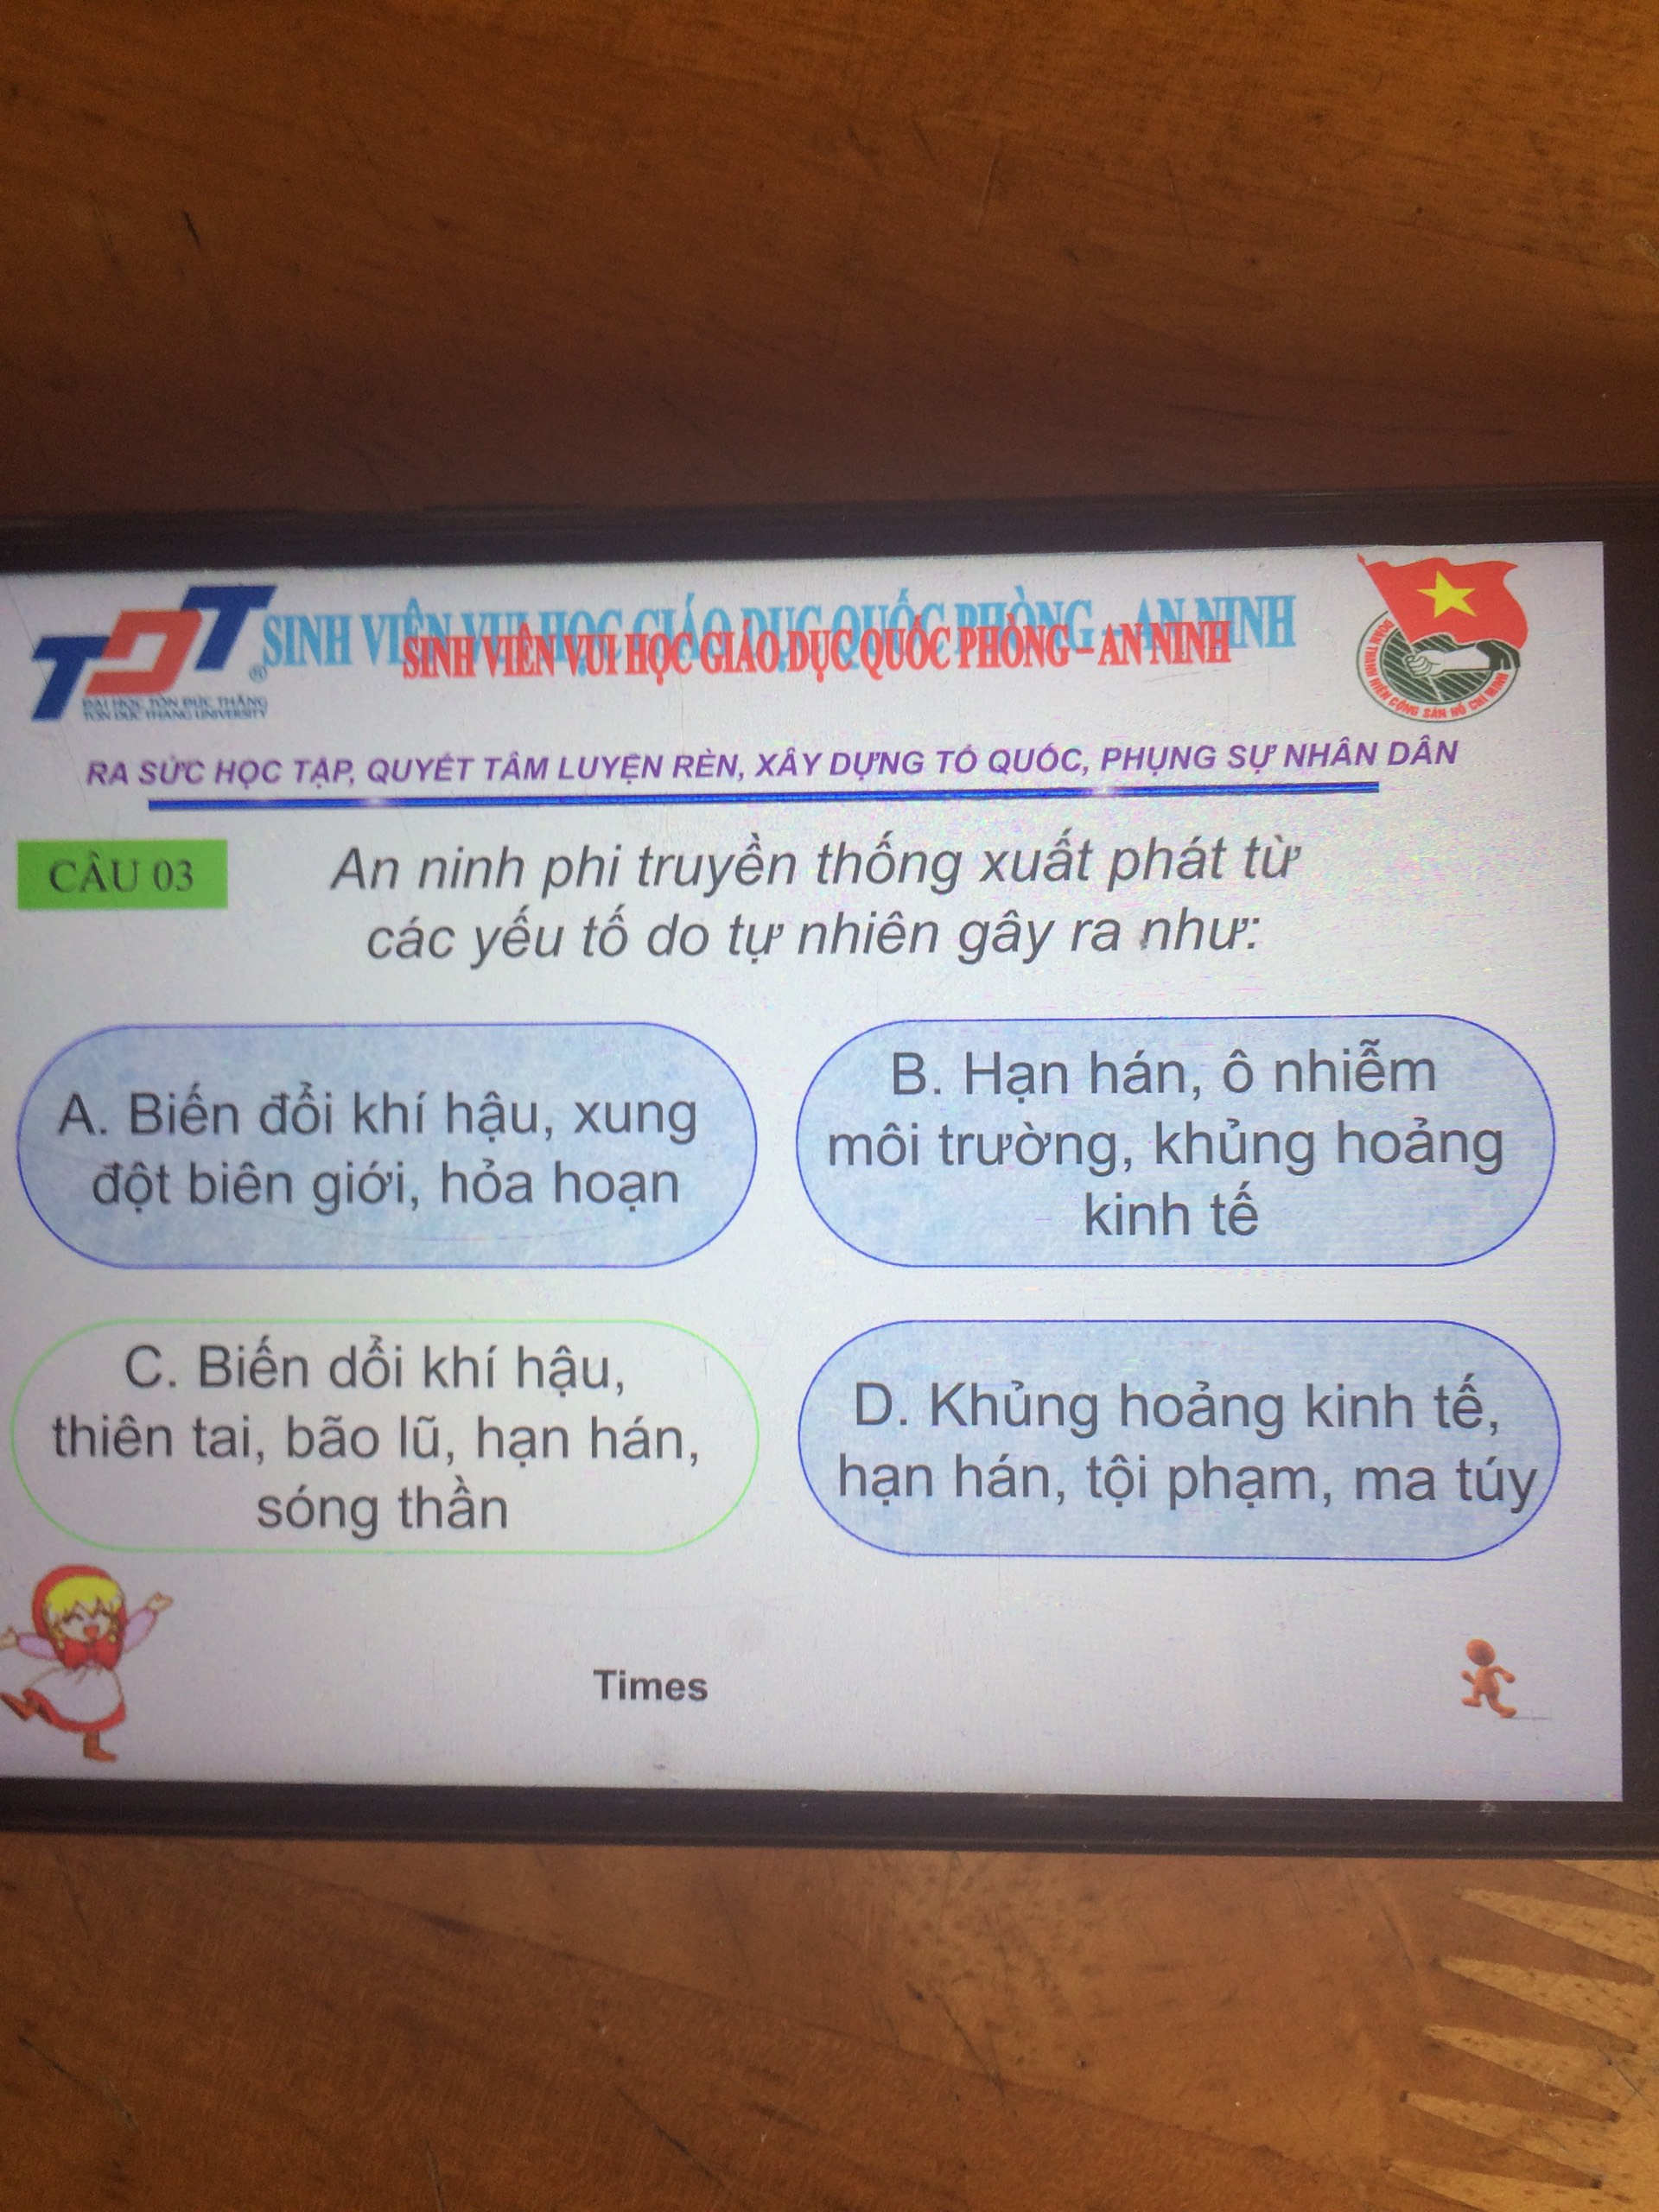 TDT
®
ĐẠI HỌC TÔN ĐỨC THẮNG
TON DUC THANG UNIVERSITY
SINH VIÊN VUI HỌC GIÁO DỤC QUỐC PHÒNG - AN NINH
SINH VIÊN VUI HỌC GIÁO DỤC QUỐC PHÒNG - AN NINH
ĐOÀN THANH NIÊN CỘNG SẢN HỒ CHÍ MINH
RA SỨC HỌC TẬP, QUYẾT TÂM LUYỆN RÈN, XÂY DỰNG TỔ QUỐC, PHỤNG SỰ NHÂN DÂN
CÂU 03
An ninh phi truyền thống xuất phát từ
các yếu tố do tự nhiên gây ra như:
A. Biến đổi khí hậu, xung
đột biên giới, hỏa hoạn
B. Hạn hán, ô nhiễm
môi trường, khủng hoảng
kinh tế
C. Biến dổi khí hậu,
thiên tai, bão lũ, hạn hán,
sóng thần
D. Khủng hoảng kinh tế,
hạn hán, tội phạm, ma túy
Times